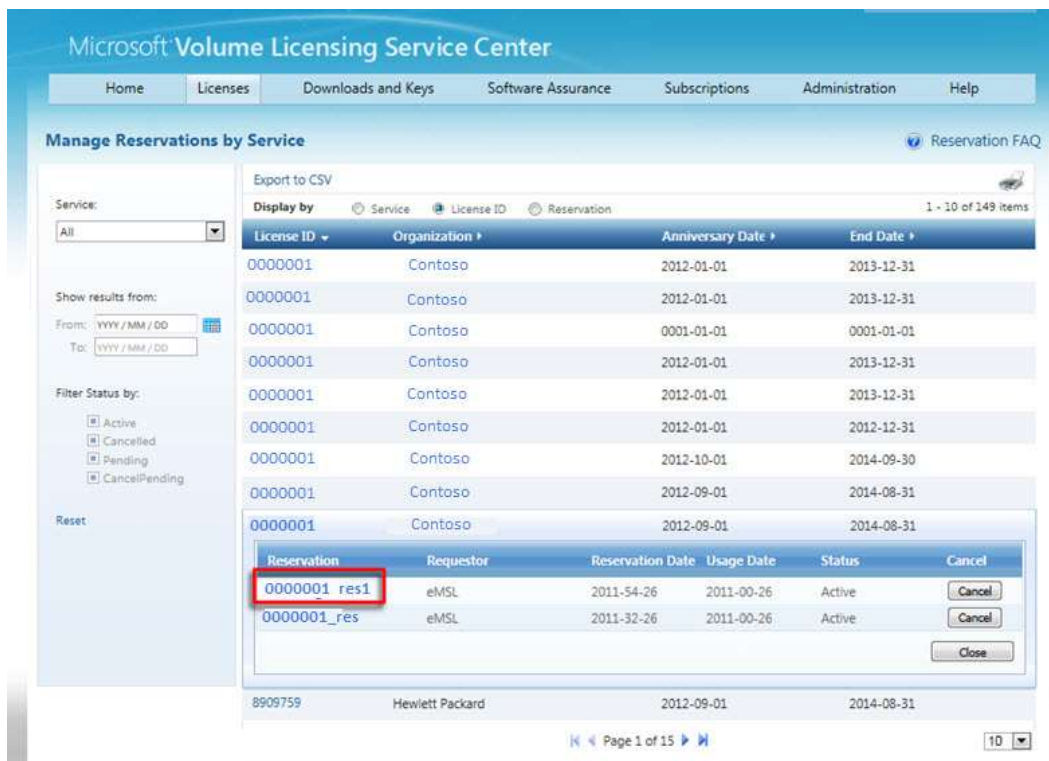 Microsoft Volume Licensing Service Center
Home Licenses Downloads and Keys Software Assurance Subscriptions Administration Help
Manage Reservations by Service
Reservation FAQ
Service:
All
Show results from:
From: YYYY / MM / DD
To: YYYY / MM / DD
Filter Status by:
Active
Cancelled
Pending
CancelPending
Reset
Export to CSV
Display by Service License ID Reservation 1 - 10 of 149 items
License ID Organization Anniversary Date End Date
0000001 Contoso 2012-01-01 2013-12-31
0000001 Contoso 2012-01-01 2013-12-31
0000001 Contoso 0001-01-01 0001-01-01
0000001 Contoso 2012-01-01 2013-12-31
0000001 Contoso 2012-01-01 2013-12-31
0000001 Contoso 2012-01-01 2012-12-31
0000001 Contoso 2012-10-01 2014-09-30
0000001 Contoso 2012-09-01 2014-08-31
0000001 Contoso 2012-09-01 2014-08-31
Reservation Requestor Reservation Date Usage Date Status Cancel
0000001_res1 eMSL 2011-54-26 2011-00-26 Active Cancel
0000001_res eMSL 2011-32-26 2011-00-26 Active Cancel
Close
8909759 Hewlett Packard 2012-09-01 2014-08-31
Page 1 of 15
10